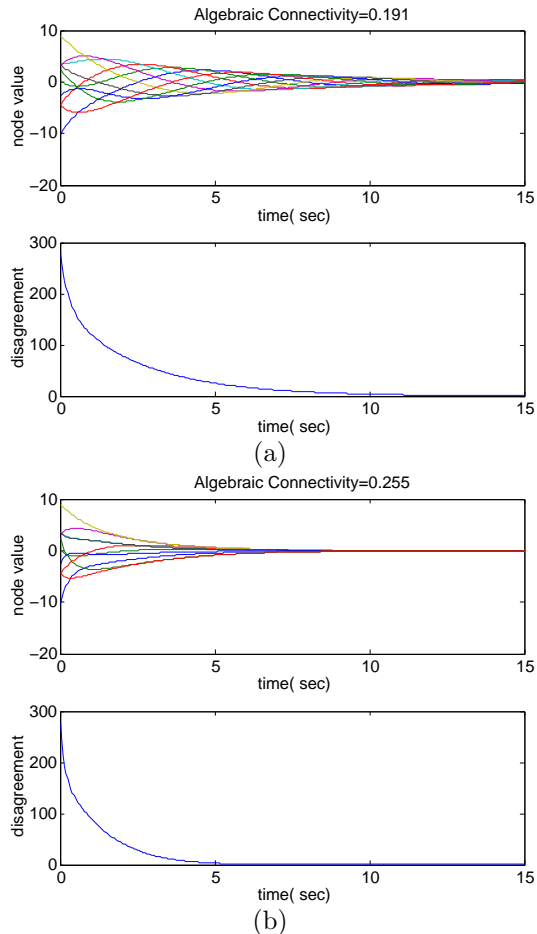 Algebraic Connectivity=0.191
10
0
−10
−20
node value
0 5 10 15
time( sec)
300
200
100
0
disagreement
0 5 10 15
time( sec)
(a)
Algebraic Connectivity=0.255
10
0
−10
−20
node value
0 5 10 15
time( sec)
300
200
100
0
disagreement
0 5 10 15
time( sec)
(b)